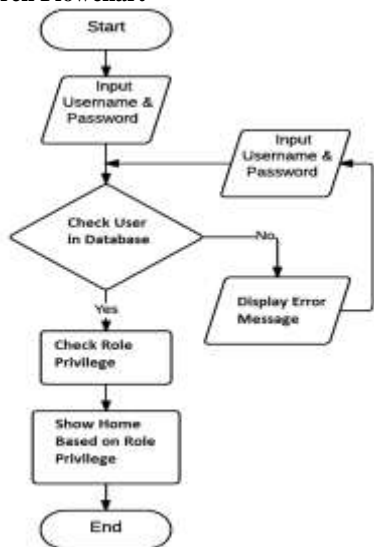 Start
Input
Username &
Password
Input
Username &
Password
Check User
in Database
No
Display Error
Message
Yes
Check Role
Privilege
Show Home
Based on Role
Privilege
End